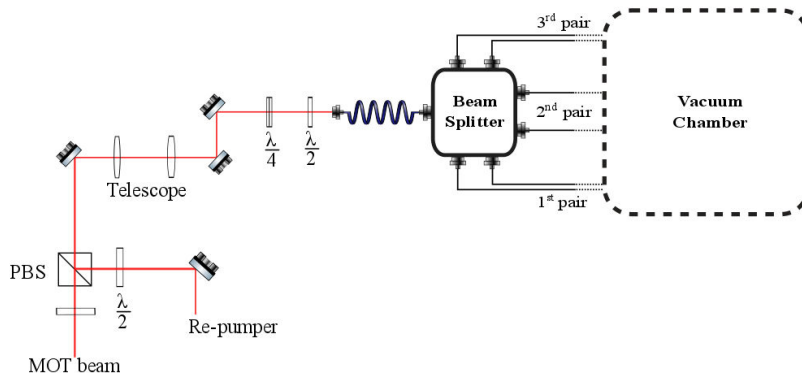 3rd pair
Beam
Splitter
2nd pair
Vacuum
Chamber
λ
4
λ
2
Telescope
1st pair
PBS
λ
2
Re-pumper
MOT beam